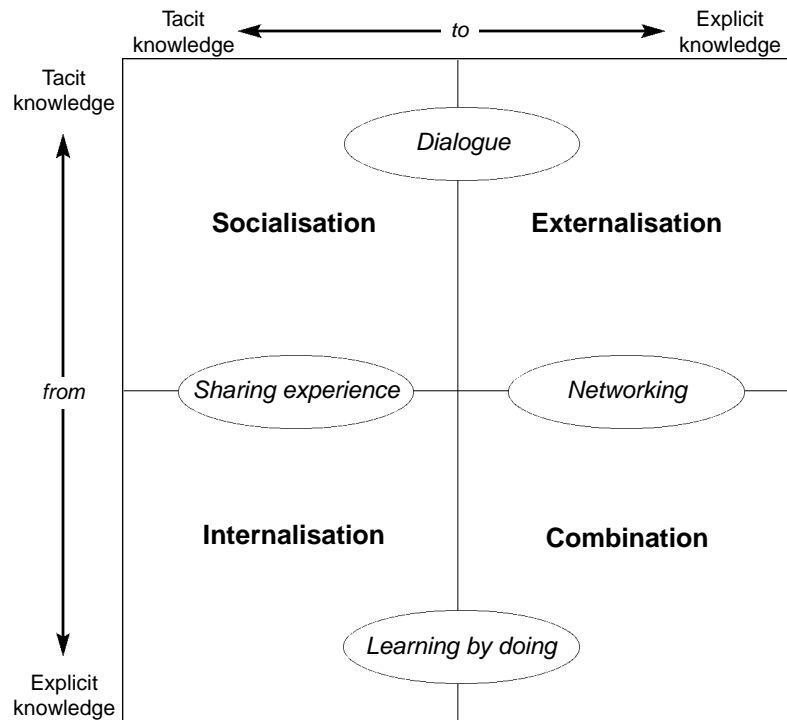 Tacit
knowledge
to
Explicit
knowledge
Tacit
knowledge
Dialogue
Socialisation
Externalisation
from
Sharing experience
Networking
Internalisation
Combination
Learning by doing
Explicit
knowledge